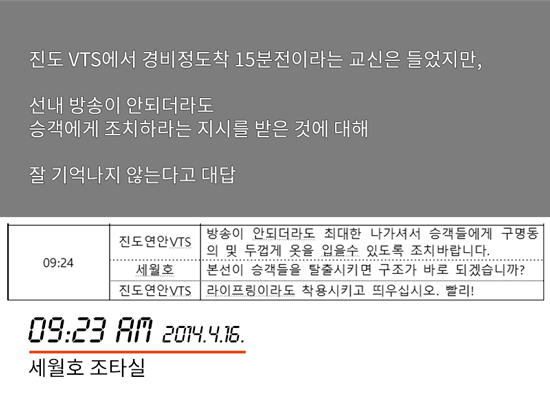 진도 VTS에서 경비정도착 15분전이라는 교신은 들었지만,
선내 방송이 안되더라도
승객에게 조치하라는 지시를 받은 것에 대해
잘 기억나지 않는다고 대답
09:24
진도연안VTS
방송이 안되더라도 최대한 나가셔서 승객들에게 구명동
의 및 두껍게 옷을 입을수 있도록 조치바랍니다.
세월호
본선이 승객들을 탈출시키면 구조가 바로 되겠습니까?
진도연안VTS
라이프링이라도 착용시키고 띄우십시오. 빨리!
09:23 AM 2014.4.16.
세월호 조타실